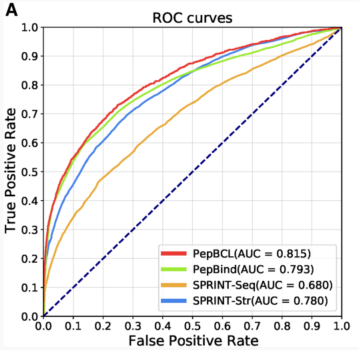 A
ROC curves
True Positive Rate
1.0
0.9
0.8
0.7
0.6
0.5
0.4
0.3
0.2
0.1
0.0
PepBCL(AUC = 0.815)
PepBind(AUC = 0.793)
SPRINT-Seq(AUC = 0.680)
SPRINT-Str(AUC = 0.780)
0.0 0.1 0.2 0.3 0.4 0.5 0.6 0.7 0.8 0.9 1.0
False Positive Rate